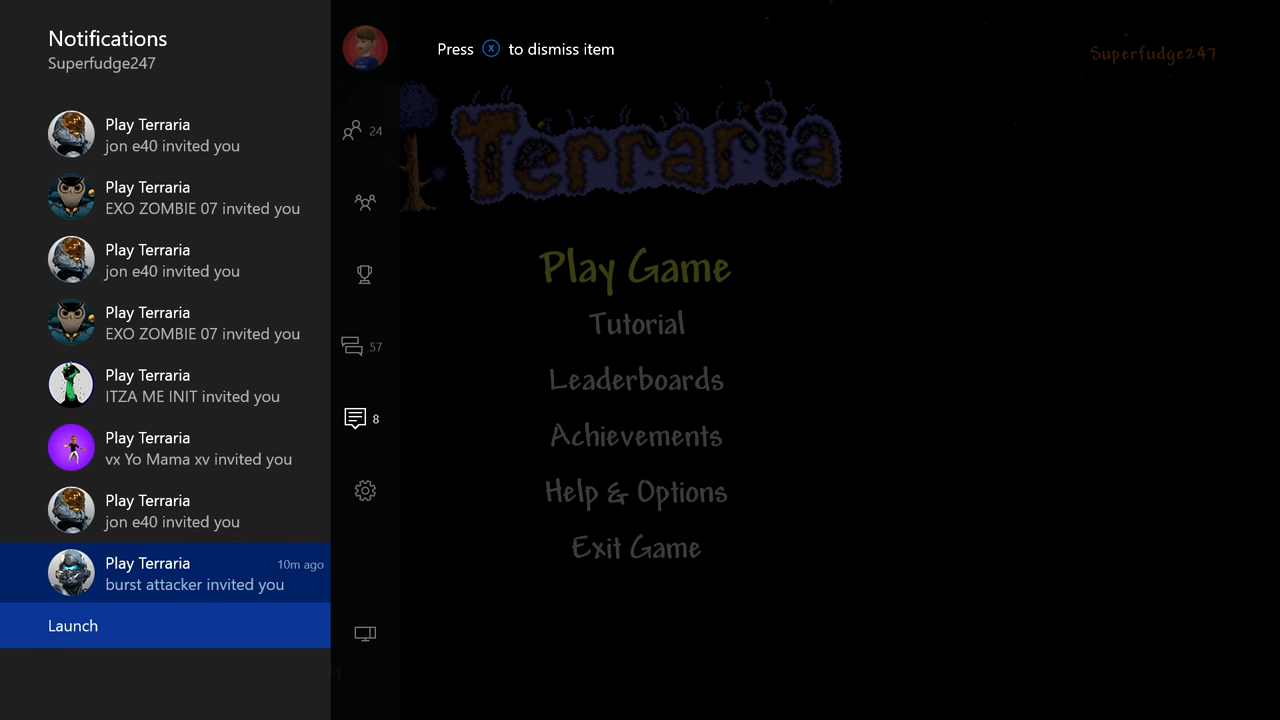 Notifications
Superfudge247
Play Terraria
jon e40 invited you
Play Terraria
EXO ZOMBIE 07 invited you
Play Terraria
jon e40 invited you
Play Terraria
EXO ZOMBIE 07 invited you
Play Terraria
ITZA ME INIT invited you
Play Terraria
vx Yo Mama xv invited you
Play Terraria
jon e40 invited you
Play Terraria 10m ago
burst attacker invited you
Launch
24
57
8
Press X to dismiss item
Superfudge247
Terraria
Play Game
Tutorial
Leaderboards
Achievements
Help & Options
Exit Game